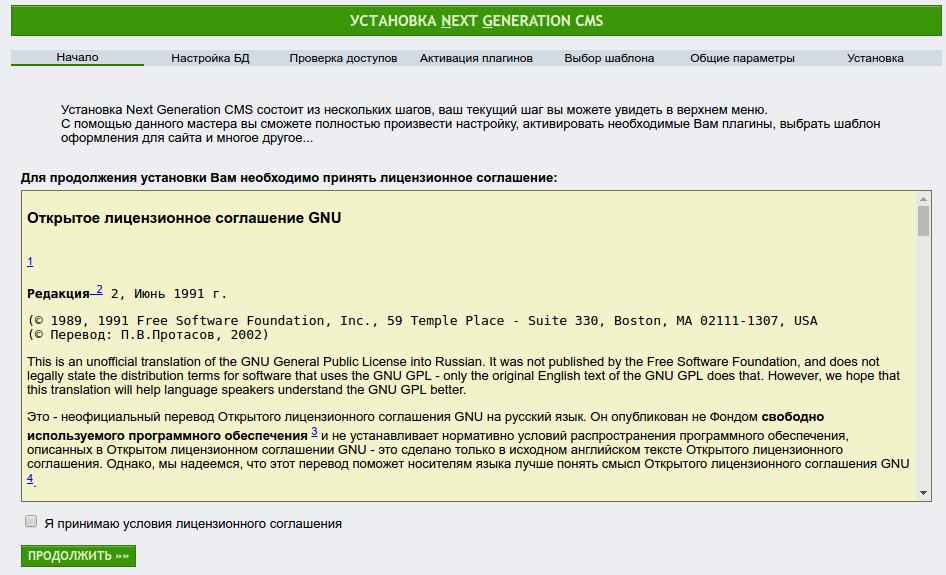 УСТАНОВКА NEXT GENERATION CMS
Начало Настройка БД Проверка доступов Активация плагинов Выбор шаблона Общие параметры Установка
Установка Next Generation CMS состоит из нескольких шагов, ваш текущий шаг вы можете увидеть в верхнем меню.
С помощью данного мастера вы сможете полностью произвести настройку, активировать необходимые Вам плагины, выбрать шаблон
оформления для сайта и многое другое...
Для продолжения установки Вам необходимо принять лицензионное соглашение:
Открытое лицензионное соглашение GNU
1
Редакция 2 2, Июнь 1991 г.
(© 1989, 1991 Free Software Foundation, Inc., 59 Temple Place - Suite 330, Boston, MA 02111-1307, USA
(© Перевод: П.В.Протасов, 2002)
This is an unofficial translation of the GNU General Public License into Russian. It was not published by the Free Software Foundation, and does not
legally state the distribution terms for software that uses the GNU GPL - only the original English text of the GNU GPL does that. However, we hope that
this translation will help language speakers understand the GNU GPL better.
Это - неофициальный перевод Открытого лицензионного соглашения GNU на русский язык. Он опубликован не Фондом свободно
используемого программного обеспечения 3 и не устанавливает нормативно условий распространения программного обеспечения,
описанных в Открытом лицензионном соглашении GNU - это сделано только в исходном английском тексте Открытого лицензионного
соглашения. Однако, мы надеемся, что этот перевод поможет носителям языка лучше понять смысл Открытого лицензионного соглашения GNU
4.
Я принимаю условия лицензионного соглашения
ПРОДОЛЖИТЬ »»